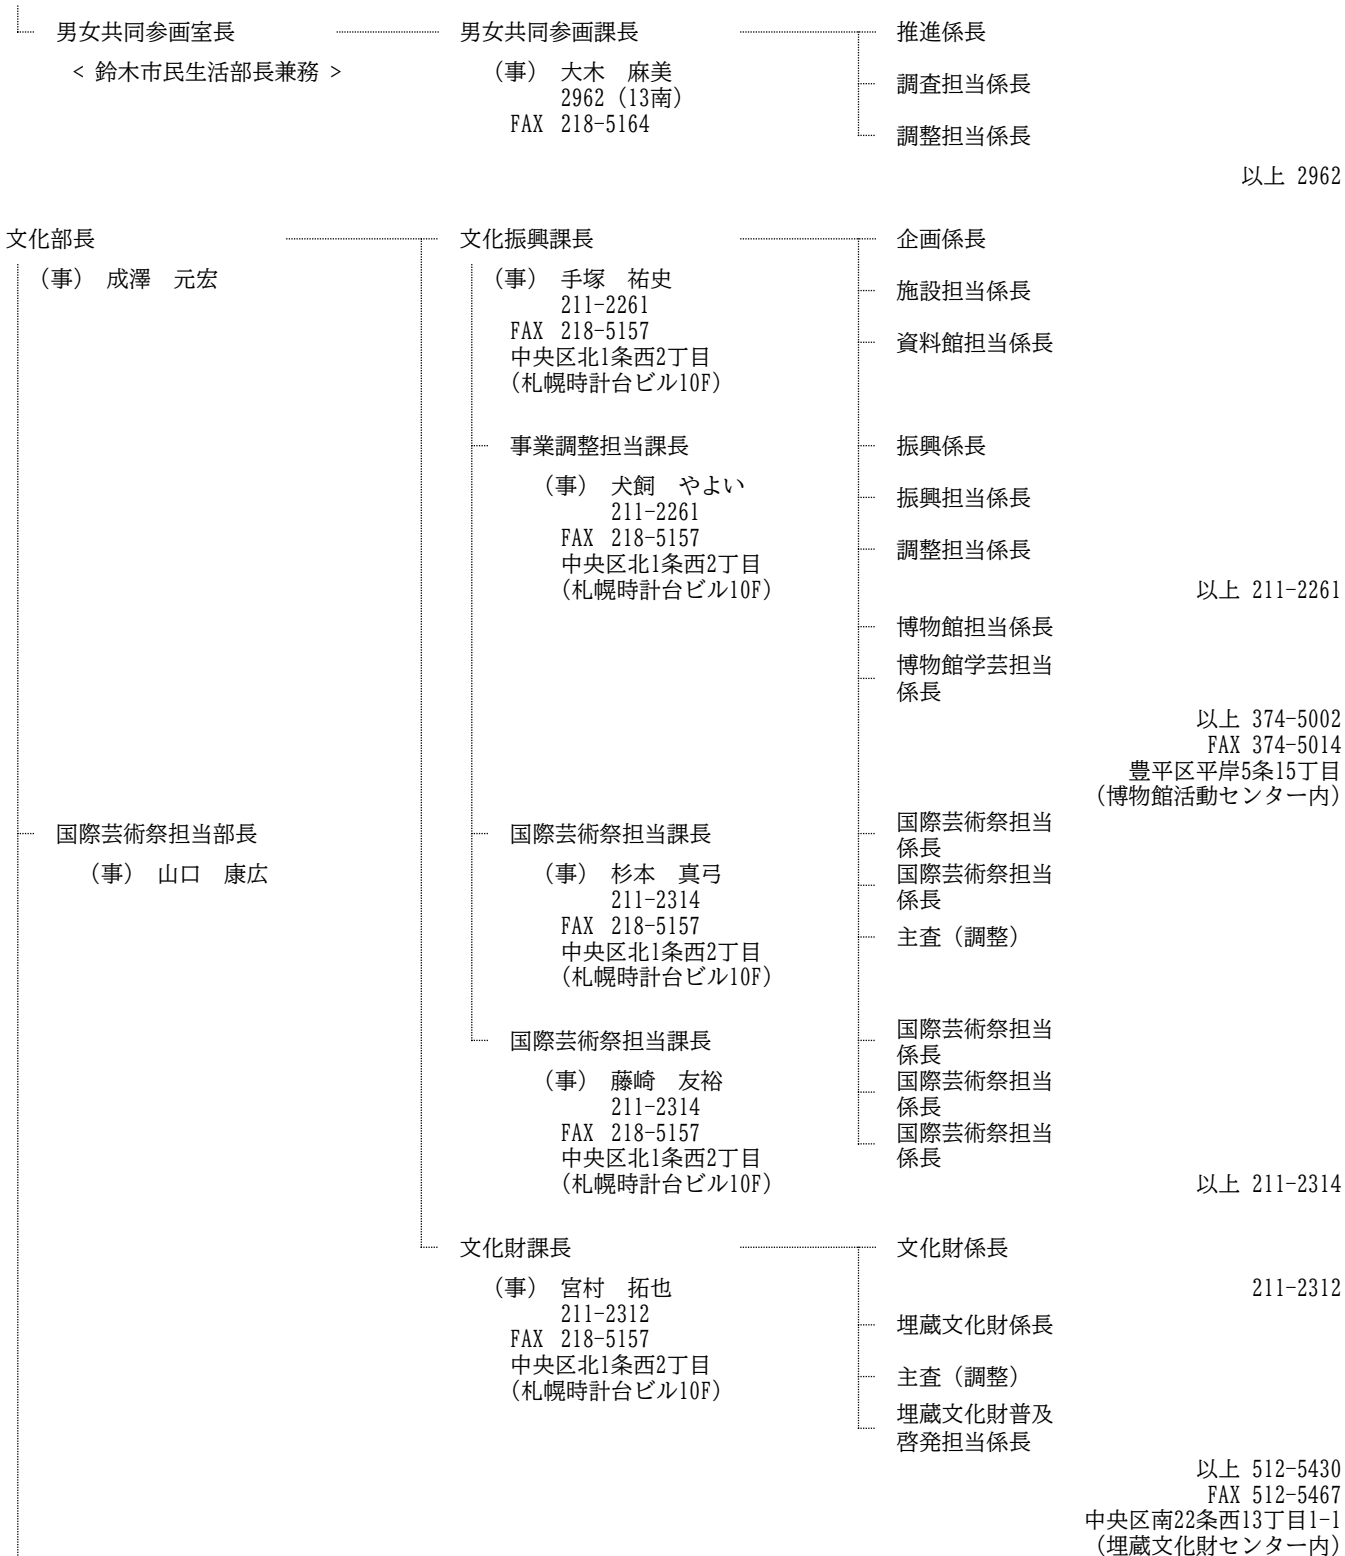 男女共同参画室長
< 鈴木市民生活部長兼務 >
男女共同参画課長
（事） 大木　麻美
2962（13南）
FAX 218-5164
推進係長
調査担当係長
調整担当係長
以上 2962
文化部長
（事） 成澤　元宏
文化振興課長
（事） 手塚　祐史
211-2261
FAX 218-5157
中央区北1条西2丁目
（札幌時計台ビル10F）
企画係長
施設担当係長
資料館担当係長
事業調整担当課長
（事） 犬飼　やよい
211-2261
FAX 218-5157
中央区北1条西2丁目
（札幌時計台ビル10F）
振興係長
振興担当係長
調整担当係長
以上 211-2261
博物館担当係長
博物館学芸担当
係長
以上 374-5002
FAX 374-5014
豊平区平岸5条15丁目
（博物館活動センター内）
国際芸術祭担当部長
（事） 山口　康広
国際芸術祭担当課長
（事） 杉本　真弓
211-2314
FAX 218-5157
中央区北1条西2丁目
（札幌時計台ビル10F）
国際芸術祭担当
係長
国際芸術祭担当
係長
主査（調整）
国際芸術祭担当課長
（事） 藤崎　友裕
211-2314
FAX 218-5157
中央区北1条西2丁目
（札幌時計台ビル10F）
国際芸術祭担当
係長
国際芸術祭担当
係長
国際芸術祭担当
係長
以上 211-2314
文化財課長
（事） 宮村　拓也
211-2312
FAX 218-5157
中央区北1条西2丁目
（札幌時計台ビル10F）
文化財係長
211-2312
埋蔵文化財係長
主査（調整）
埋蔵文化財普及
啓発担当係長
以上 512-5430
FAX 512-5467
中央区南22条西13丁目1-1
（埋蔵文化財センター内）